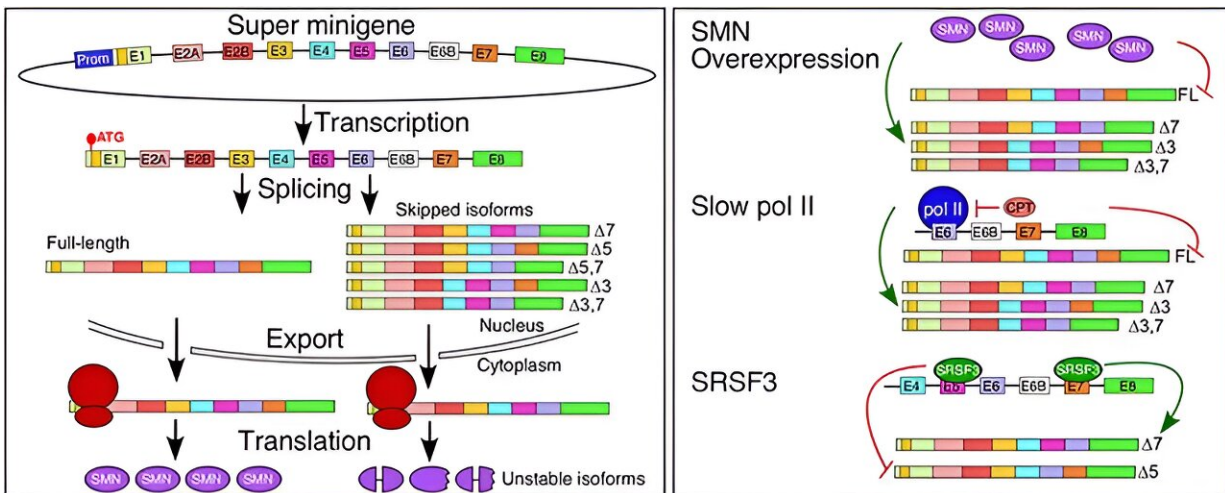 Super minigene
Prom E1 E2A E2B E3 E4 E5 E6 E6B E7 E8
Transcription
ATG
E1 E2A E2B E3 E4 E5 E6 E6B E7 E8
Splicing
Skipped isoforms
Full-length
Δ7
Δ5
Δ5,7
Δ3
Δ3,7
Nucleus
Export
Cytoplasm
Translation
SMN SMN SMN SMN
Unstable isoforms
SMN
Overexpression
SMN SMN SMN SMN SMN
FL
Δ7
Δ3
Δ3,7
Slow pol II
pol II CPT
E6 E6B E7 E8
FL
Δ7
Δ3
Δ3,7
SRSF3
SRSF3 SRSF3
E4 E6 E6B E7 E8
Δ7
Δ5